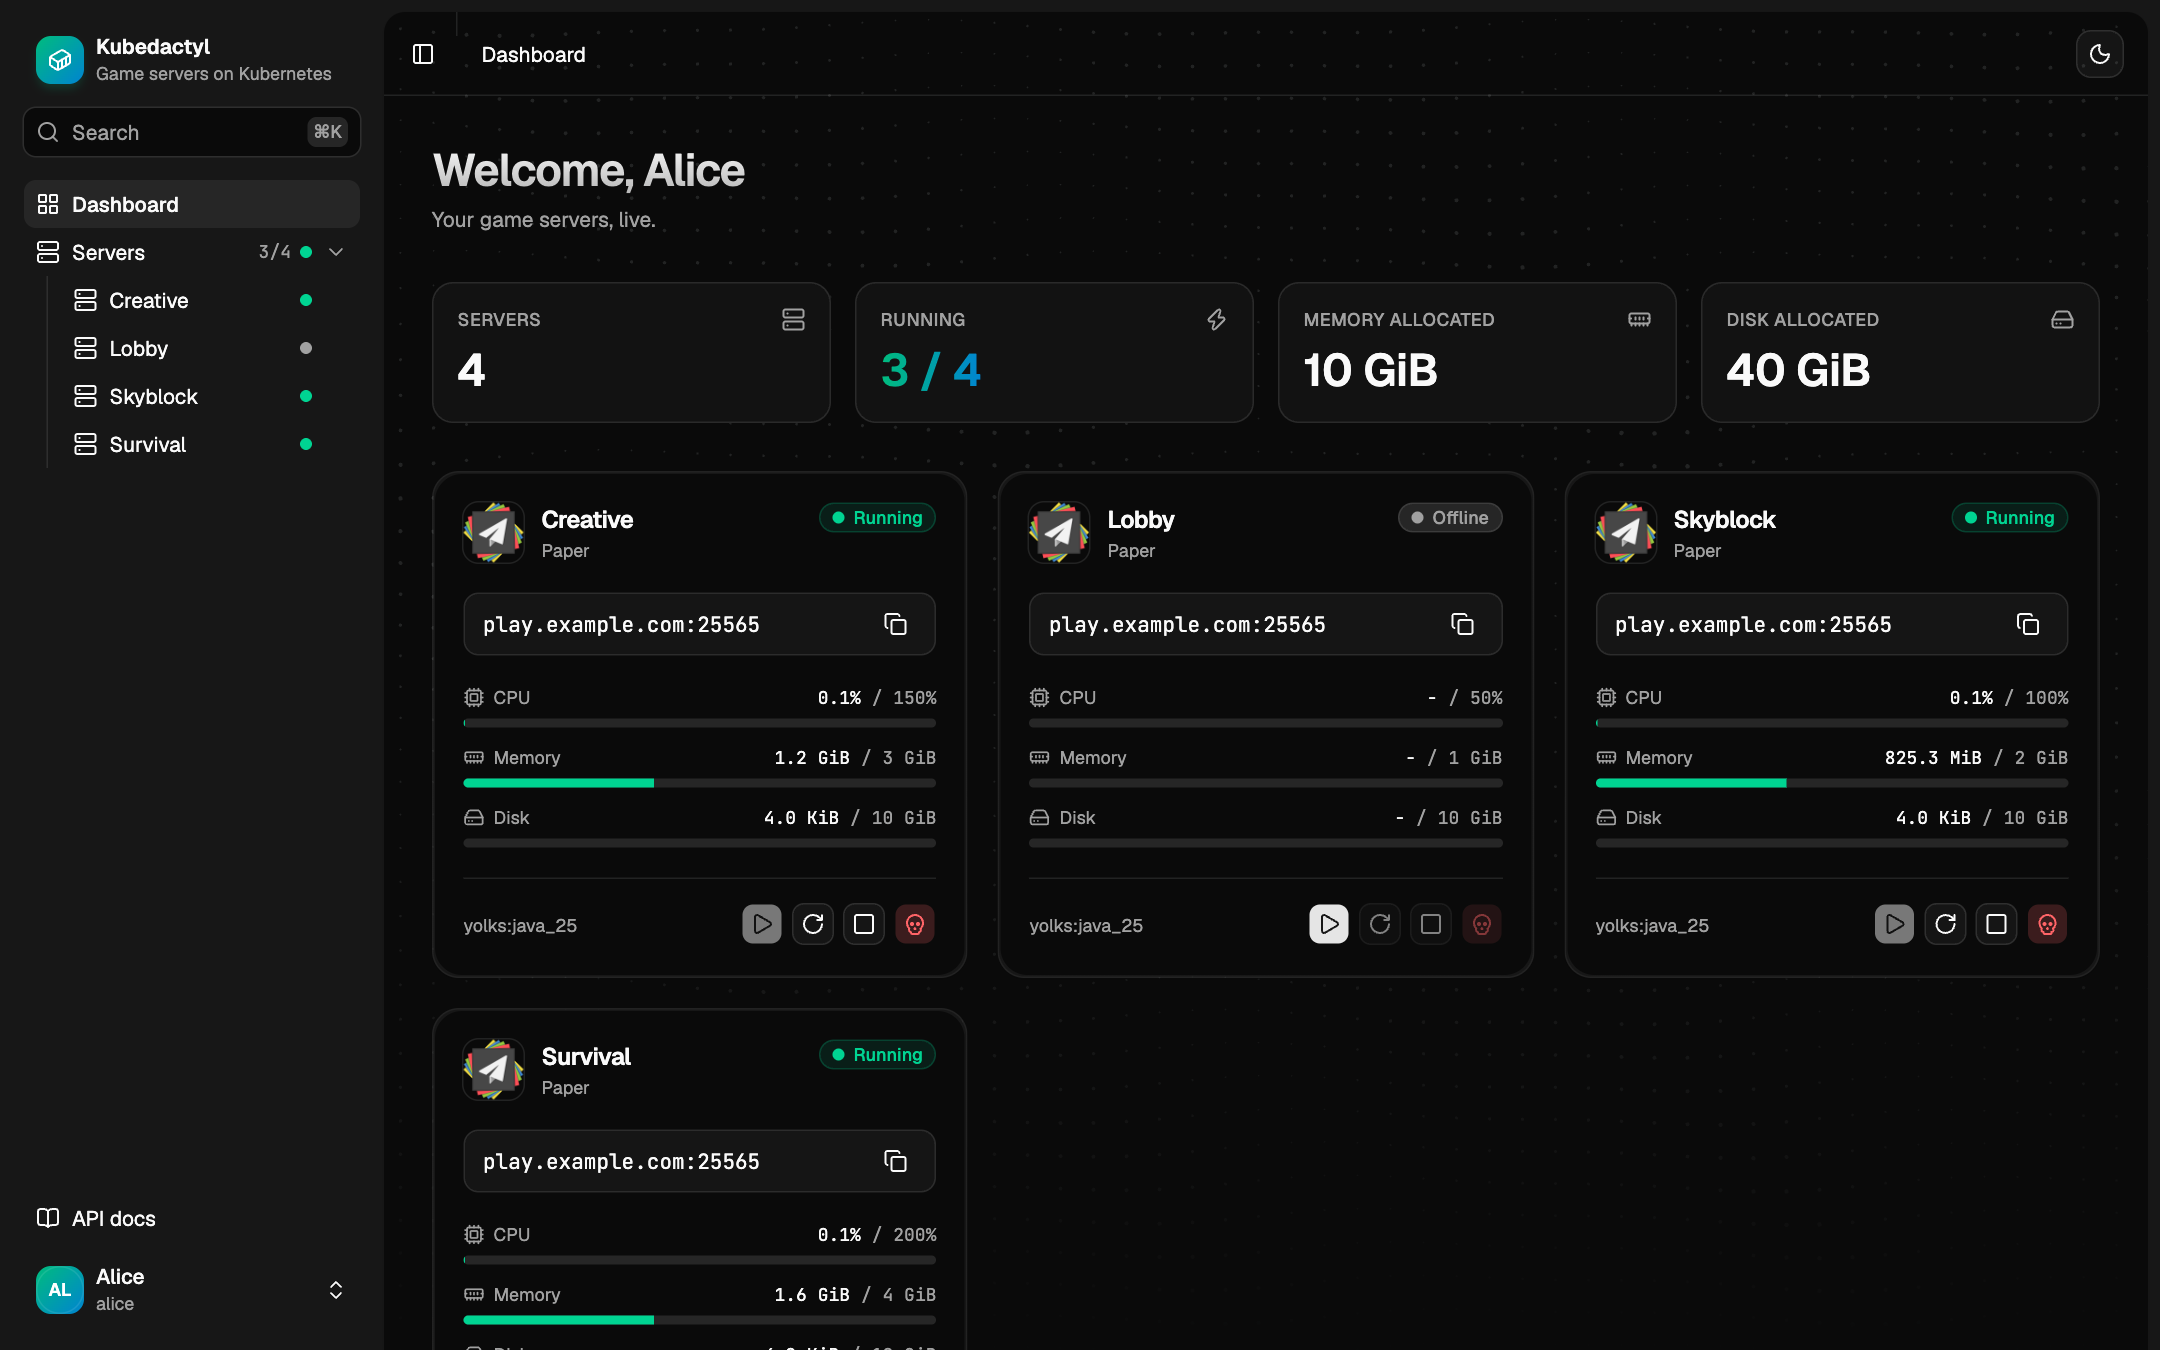 Kubedactyl
Game servers on Kubernetes
Search ⌘K
Dashboard
Servers 3/4
Creative
Lobby
Skyblock
Survival
API docs
AL
Alice
alice
Dashboard
Welcome, Alice
Your game servers, live.
SERVERS
4
RUNNING
3 / 4
MEMORY ALLOCATED
10 GiB
DISK ALLOCATED
40 GiB
Creative
Running
Paper
play.example.com:25565
CPU 0.1% / 150%
Memory 1.2 GiB / 3 GiB
Disk 4.0 KiB / 10 GiB
yolks:java_25
Lobby
Offline
Paper
play.example.com:25565
CPU - / 50%
Memory - / 1 GiB
Disk - / 10 GiB
yolks:java_25
Skyblock
Running
Paper
play.example.com:25565
CPU 0.1% / 100%
Memory 825.3 MiB / 2 GiB
Disk 4.0 KiB / 10 GiB
yolks:java_25
Survival
Running
Paper
play.example.com:25565
CPU 0.1% / 200%
Memory 1.6 GiB / 4 GiB